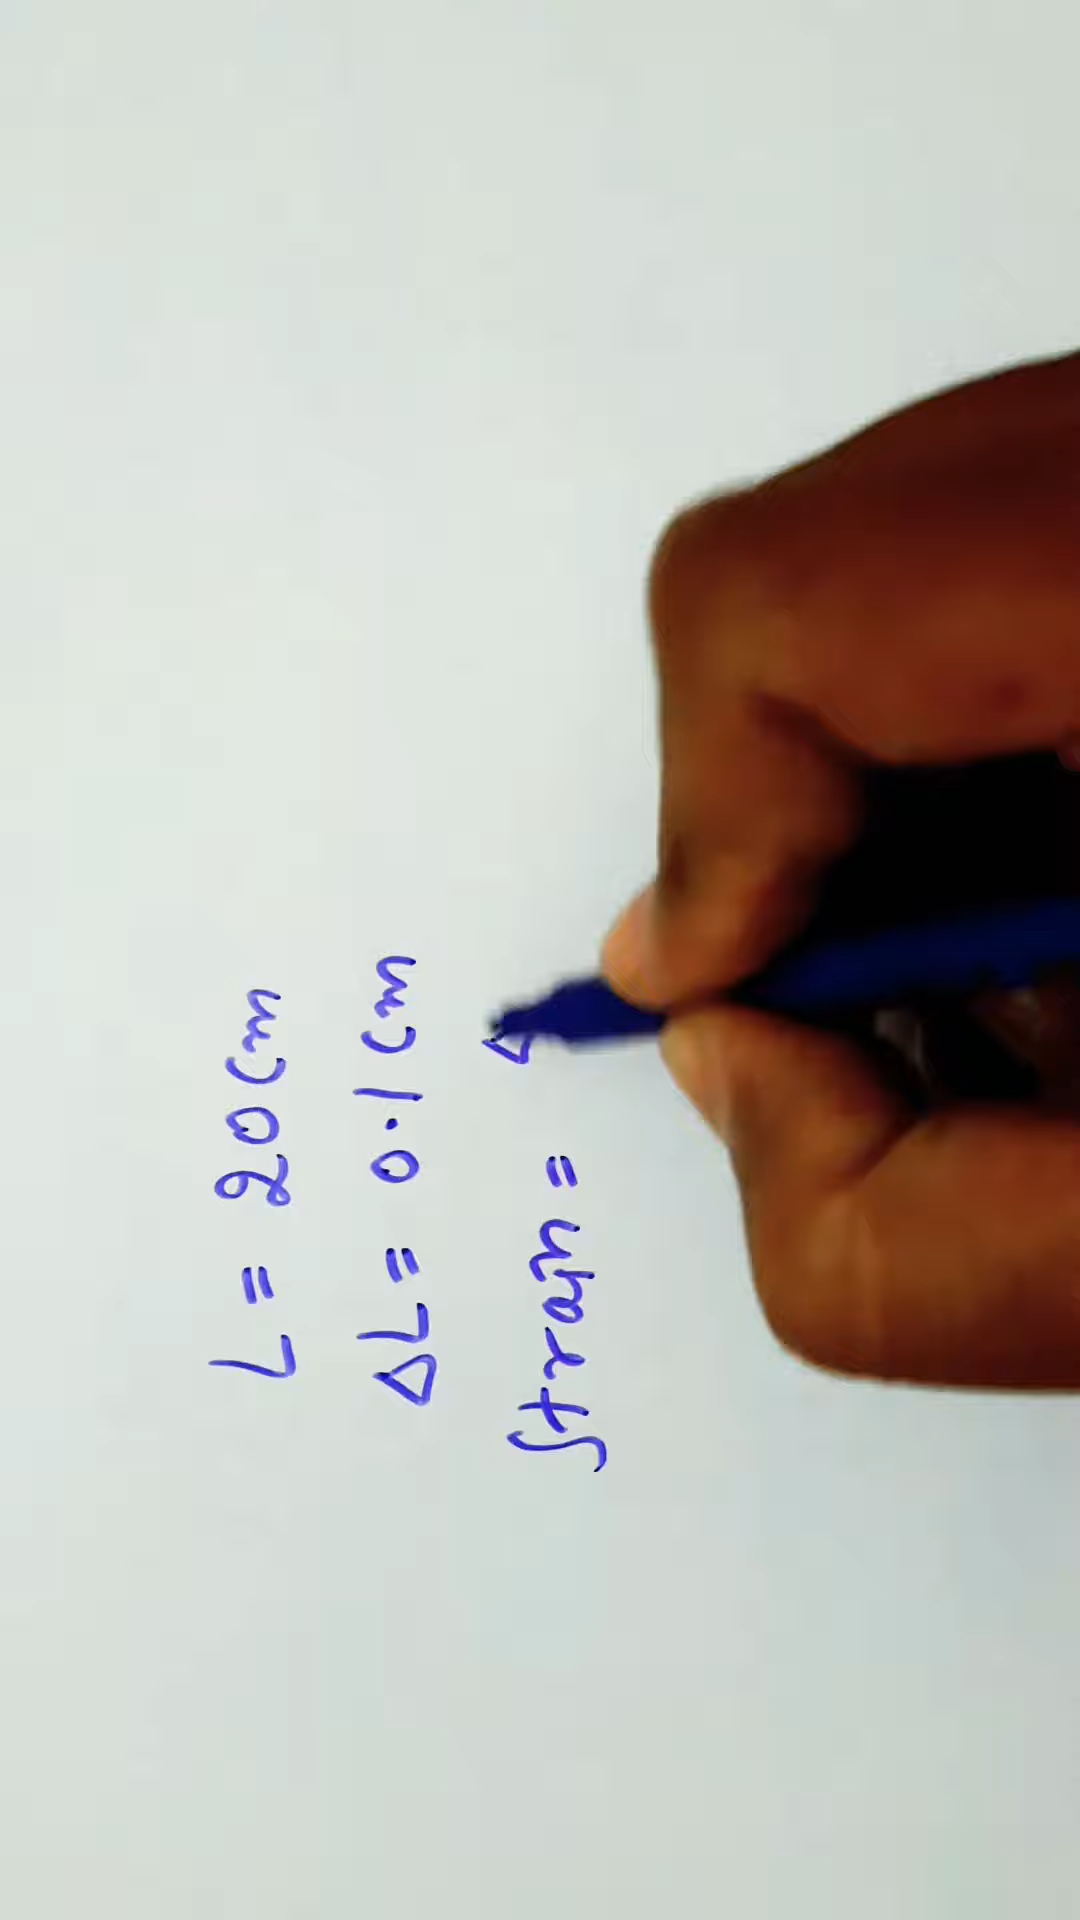 L = 20cm
ΔL = 0.1cm
Strain = Δ